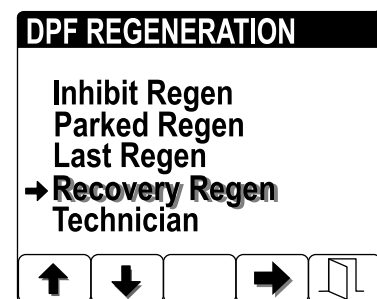 DPF REGENERATION
Inhibit Regen
Parked Regen
Last Regen
Recovery Regen
Technician